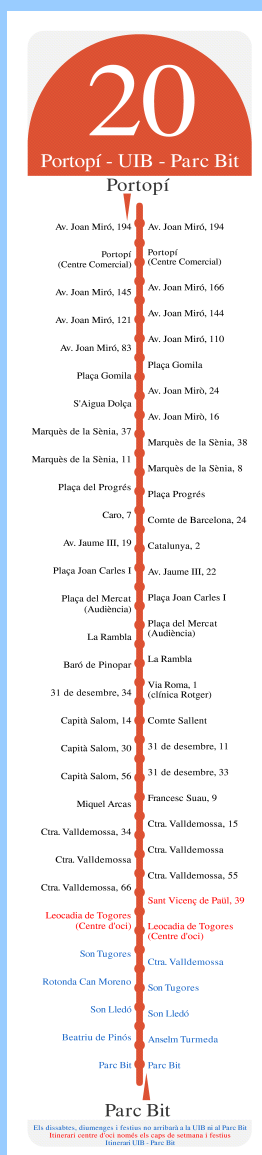 20
Portopí - UIB - Parc Bit
Portopí
Av. Joan Miró, 194
Portopí
(Centre Comercial)
Av. Joan Miró, 145
Av. Joan Miró, 121
Av. Joan Miró, 83
Plaça Gomila
S'Aigua Dolça
Marquès de la Sènia, 37
Marquès de la Sènia, 11
Plaça del Progrés
Caro, 7
Av. Jaume III, 19
Plaça Joan Carles I
Plaça del Mercat
(Audiència)
La Rambla
Baró de Pinopar
31 de desembre, 34
Capità Salom, 14
Capità Salom, 30
Capità Salom, 56
Miquel Arcas
Ctra. Valldemossa, 34
Ctra. Valldemossa
Ctra. Valldemossa, 66
Leocadia de Togores
(Centre d'oci)
Son Tugores
Rotonda Can Moreno
Son Lledó
Beatriu de Pinós
Parc Bit
Av. Joan Miró, 194
Portopí
(Centre Comercial)
Av. Joan Miró, 166
Av. Joan Miró, 144
Av. Joan Miró, 110
Plaça Gomila
Av. Joan Mirò, 24
Av. Joan Mirò, 16
Marquès de la Sènia, 38
Marquès de la Sènia, 8
Plaça Progrés
Comte de Barcelona, 24
Catalunya, 2
Av. Jaume III, 22
Plaça Joan Carles I
Plaça del Mercat
(Audiència)
La Rambla
Via Roma, 1
(clínica Rotger)
Comte Sallent
31 de desembre, 11
31 de desembre, 33
Francesc Suau, 9
Ctra. Valldemossa, 15
Ctra. Valldemossa
Ctra. Valldemossa, 55
Sant Vicenç de Paül, 39
Leocadia de Togores
(Centre d'oci)
Ctra. Valldemossa
Son Tugores
Son Lledó
Anselm Turmeda
Parc Bit
Parc Bit
Els dissabtes, diumenges i festius no arribarà a la UIB ni al Parc Bit
Itinerari centre d'oci només els caps de setmana i festius
Itinerari UIB - Parc Bit